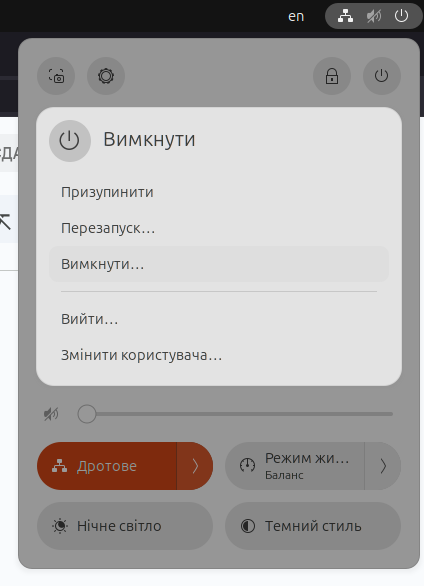 en
Вимкнути
Призупинити
Перезапуск…
Вимкнути…
Вийти…
Змінити користувача…
Дротове
Режим жи…
Баланс
Нічне світло
Темний стиль